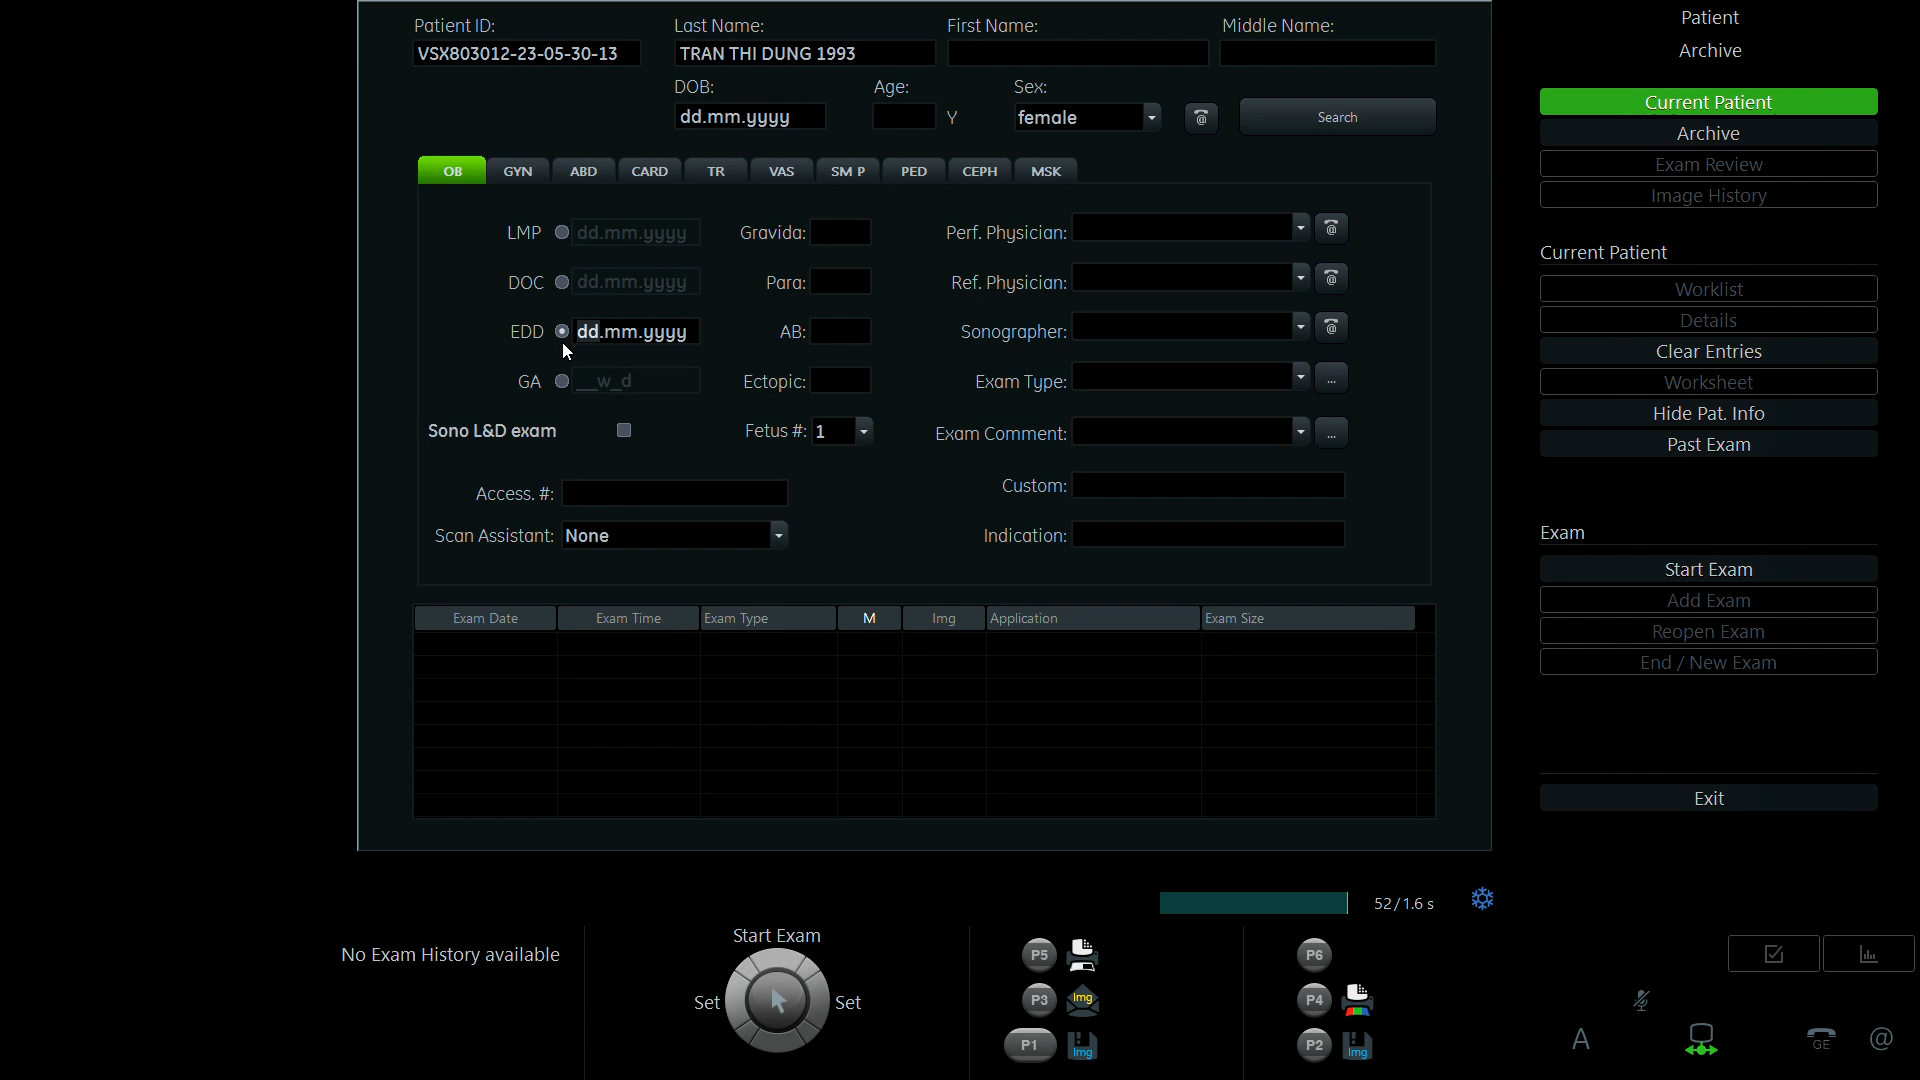 Patient ID:
Last Name:
First Name:
Middle Name:
VSX803012-23-05-30-13
TRAN THI DUNG 1993
DOB:
Age:
Sex:
dd.mm.yyyy
Y
female
@
Search
OB
GYN
ABD
CARD
TR
VAS
SM P
PED
CEPH
MSK
LMP
dd.mm.yyyy
Gravida:
Perf. Physician:
@
DOC
dd.mm.yyyy
Para:
Ref. Physician:
@
EDD
dd.mm.yyyy
AB:
Sonographer:
@
GA
__w_d
Ectopic:
Exam Type:
...
Sono L&D exam
Fetus #:
1
Exam Comment:
...
Access. #:
Custom:
Scan Assistant:
None
Indication:
Exam Date
Exam Time
Exam Type
M
Img
Application
Exam Size
Patient
Archive
Current Patient
Archive
Exam Review
Image History
Current Patient
Worklist
Details
Clear Entries
Worksheet
Hide Pat. Info
Past Exam
Exam
Start Exam
Add Exam
Reopen Exam
End / New Exam
Exit
52/1.6 s
No Exam History available
Start Exam
Set
Set
P5
P3
Img
P1
Img
P6
P4
P2
Img
A
GE
@